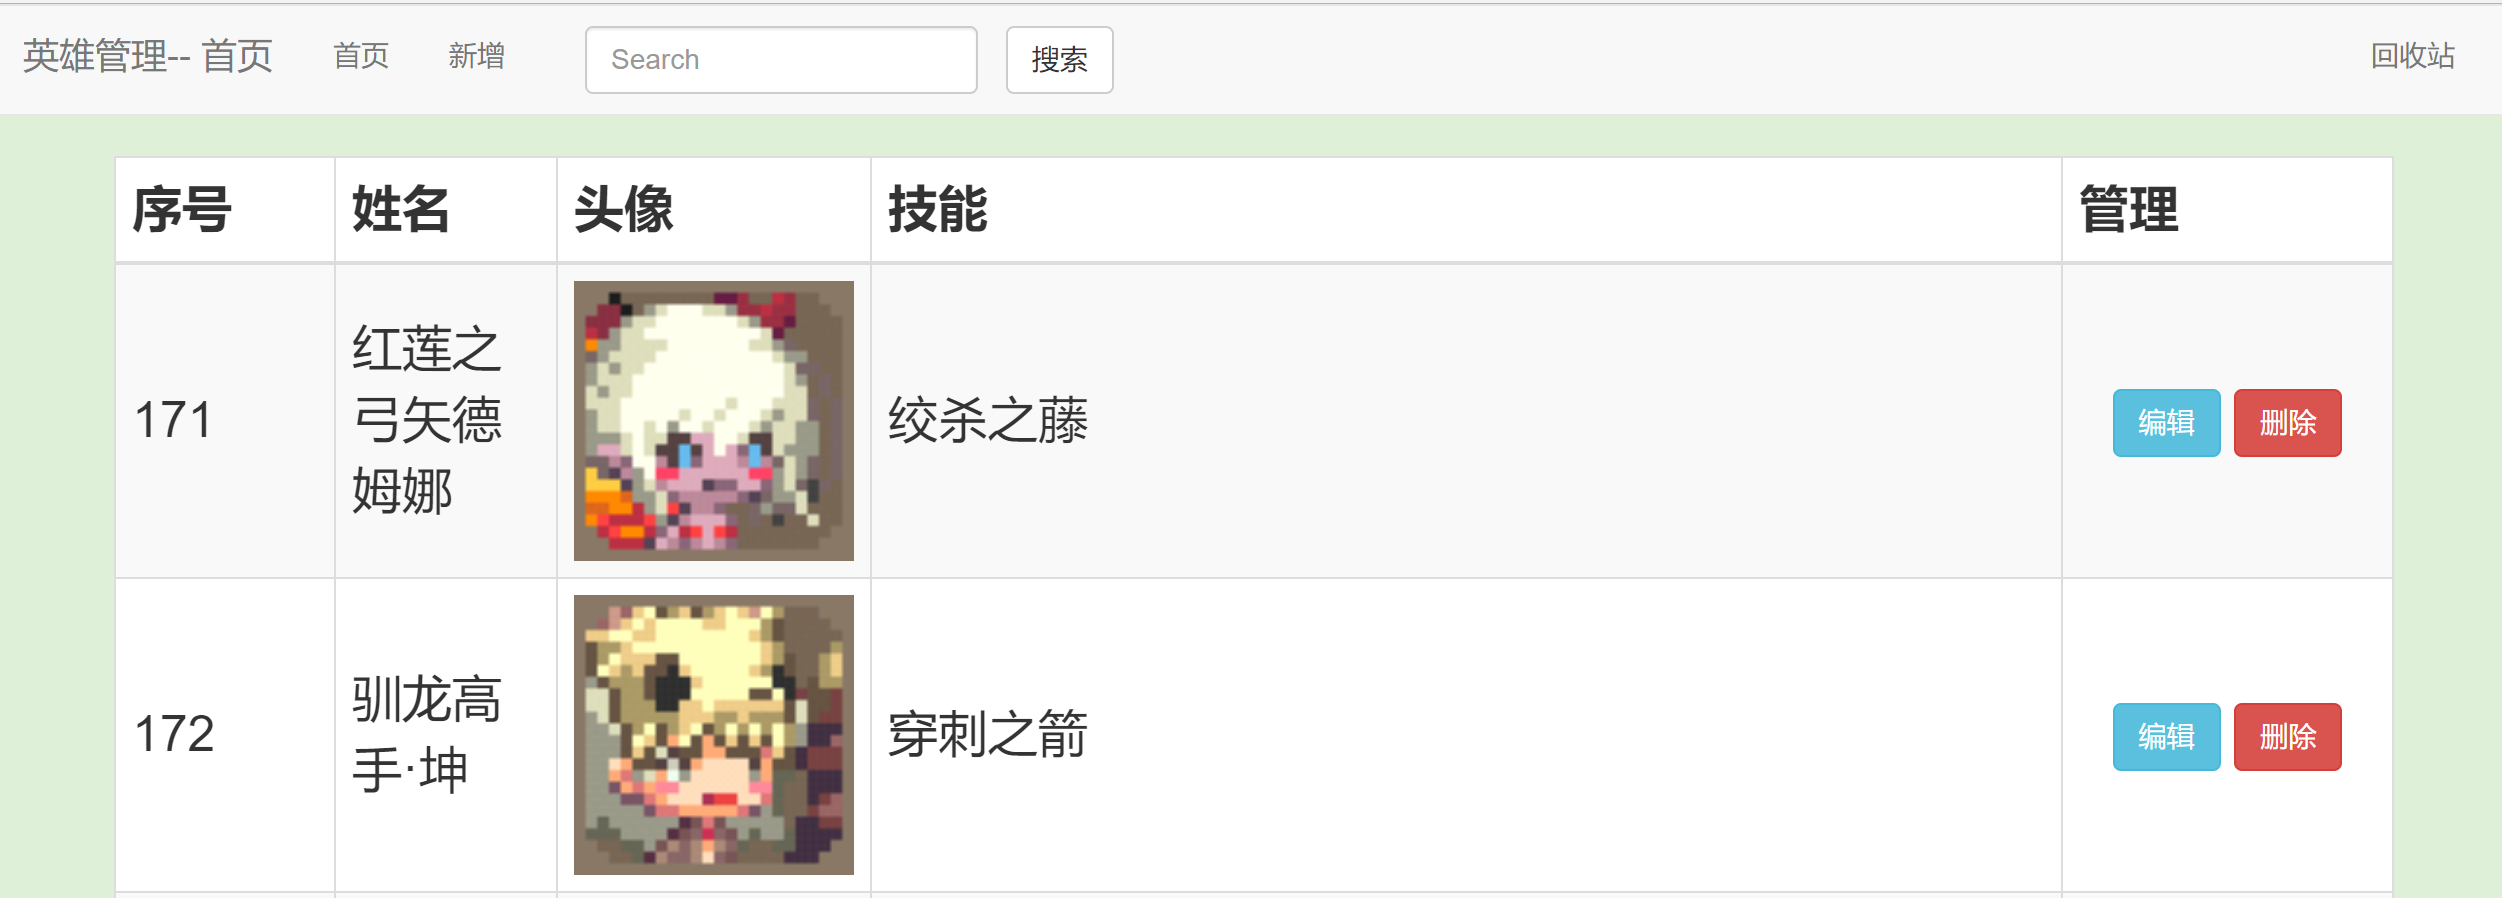 英雄管理-- 首页 首页 新增 Search 搜索 回收站
序号 姓名 头像 技能 管理
171 红莲之 绞杀之藤 编辑 删除
弓矢德
姆娜
172 驯龙高 穿刺之箭 编辑 删除
手·坤